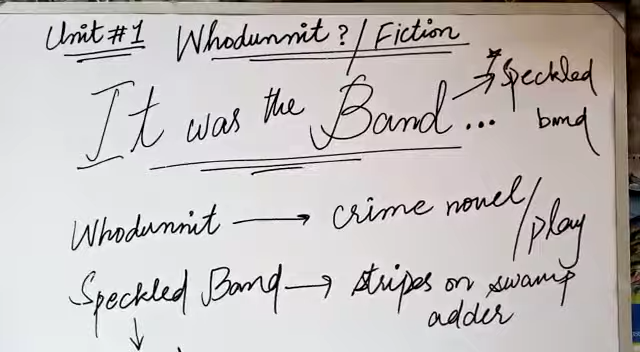 Unit #1 Whodunnit? / Fiction
It was the Band... → *Speckled band
Whodunnit → crime novel / play
Speckled Band → stripes on swamp adder
↓